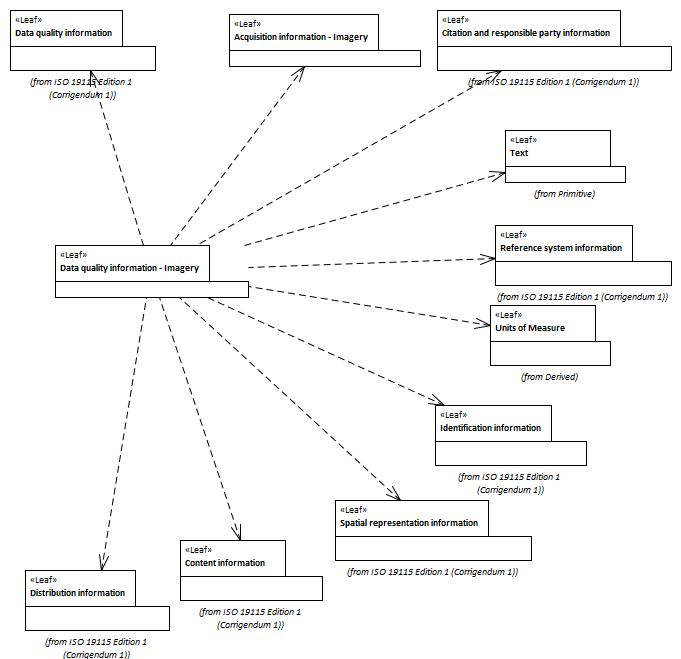 «Leaf»
Data quality information
(from ISO 19115 Edition 1
(Corrigendum 1))
«Leaf»
Acquisition information - Imagery
«Leaf»
Citation and responsible party information
(from ISO 19115 Edition 1 (Corrigendum 1))
«Leaf»
Text
(from Primitive)
«Leaf»
Data quality information - Imagery
«Leaf»
Reference system information
(from ISO 19115 Edition 1 (Corrigendum 1))
«Leaf»
Units of Measure
(from Derived)
«Leaf»
Identification information
(from ISO 19115 Edition 1
(Corrigendum 1))
«Leaf»
Spatial representation information
(from ISO 19115 Edition 1 (Corrigendum 1))
«Leaf»
Content information
(from ISO 19115 Edition 1
(Corrigendum 1))
«Leaf»
Distribution information
(from ISO 19115 Edition 1
(Corrigendum 1))